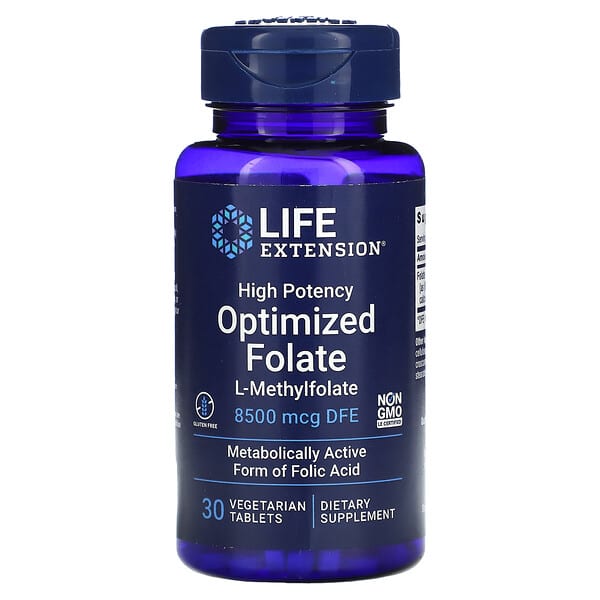 LIFE
EXTENSION®
High Potency
Optimized
Folate
L-Methylfolate
8500 mcg DFE
GLUTEN FREE
NON
GMO
LE CERTIFIED
Metabolically Active
Form of Folic Acid
30 VEGETARIAN
TABLETS
DIETARY
SUPPLEMENT